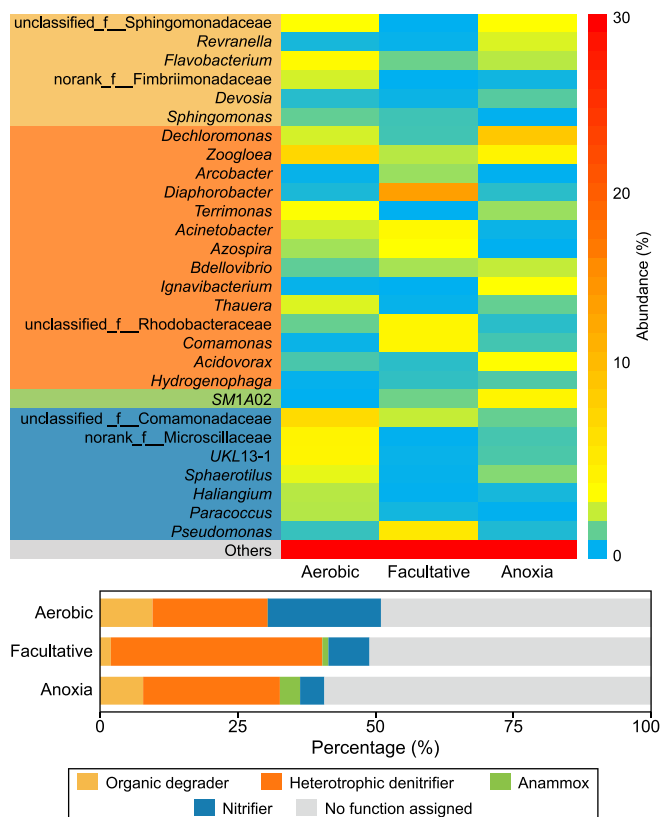 unclassified_f__Sphingomonadaceae
Revranella
Flavobacterium
norank_f__Fimbriimonadaceae
Devosia
Sphingomonas
Dechloromonas
Zoogloea
Arcobacter
Diaphorobacter
Terrimonas
Acinetobacter
Azospira
Bdellovibrio
Ignavibacterium
Thauera
unclassified_f__Rhodobacteraceae
Comamonas
Acidovorax
Hydrogenophaga
SM1A02
unclassified _f__Comamonadaceae
norank_f__Microscillaceae
UKL13-1
Sphaerotilus
Haliangium
Paracoccus
Pseudomonas
Others
Aerobic Facultative Anoxia
30
20
10
0
Abundance (%)
Aerobic
Facultative
Anoxia
0 25 50 75 100
Percentage (%)
Organic degrader Heterotrophic denitrifier Anammox
Nitrifier No function assigned